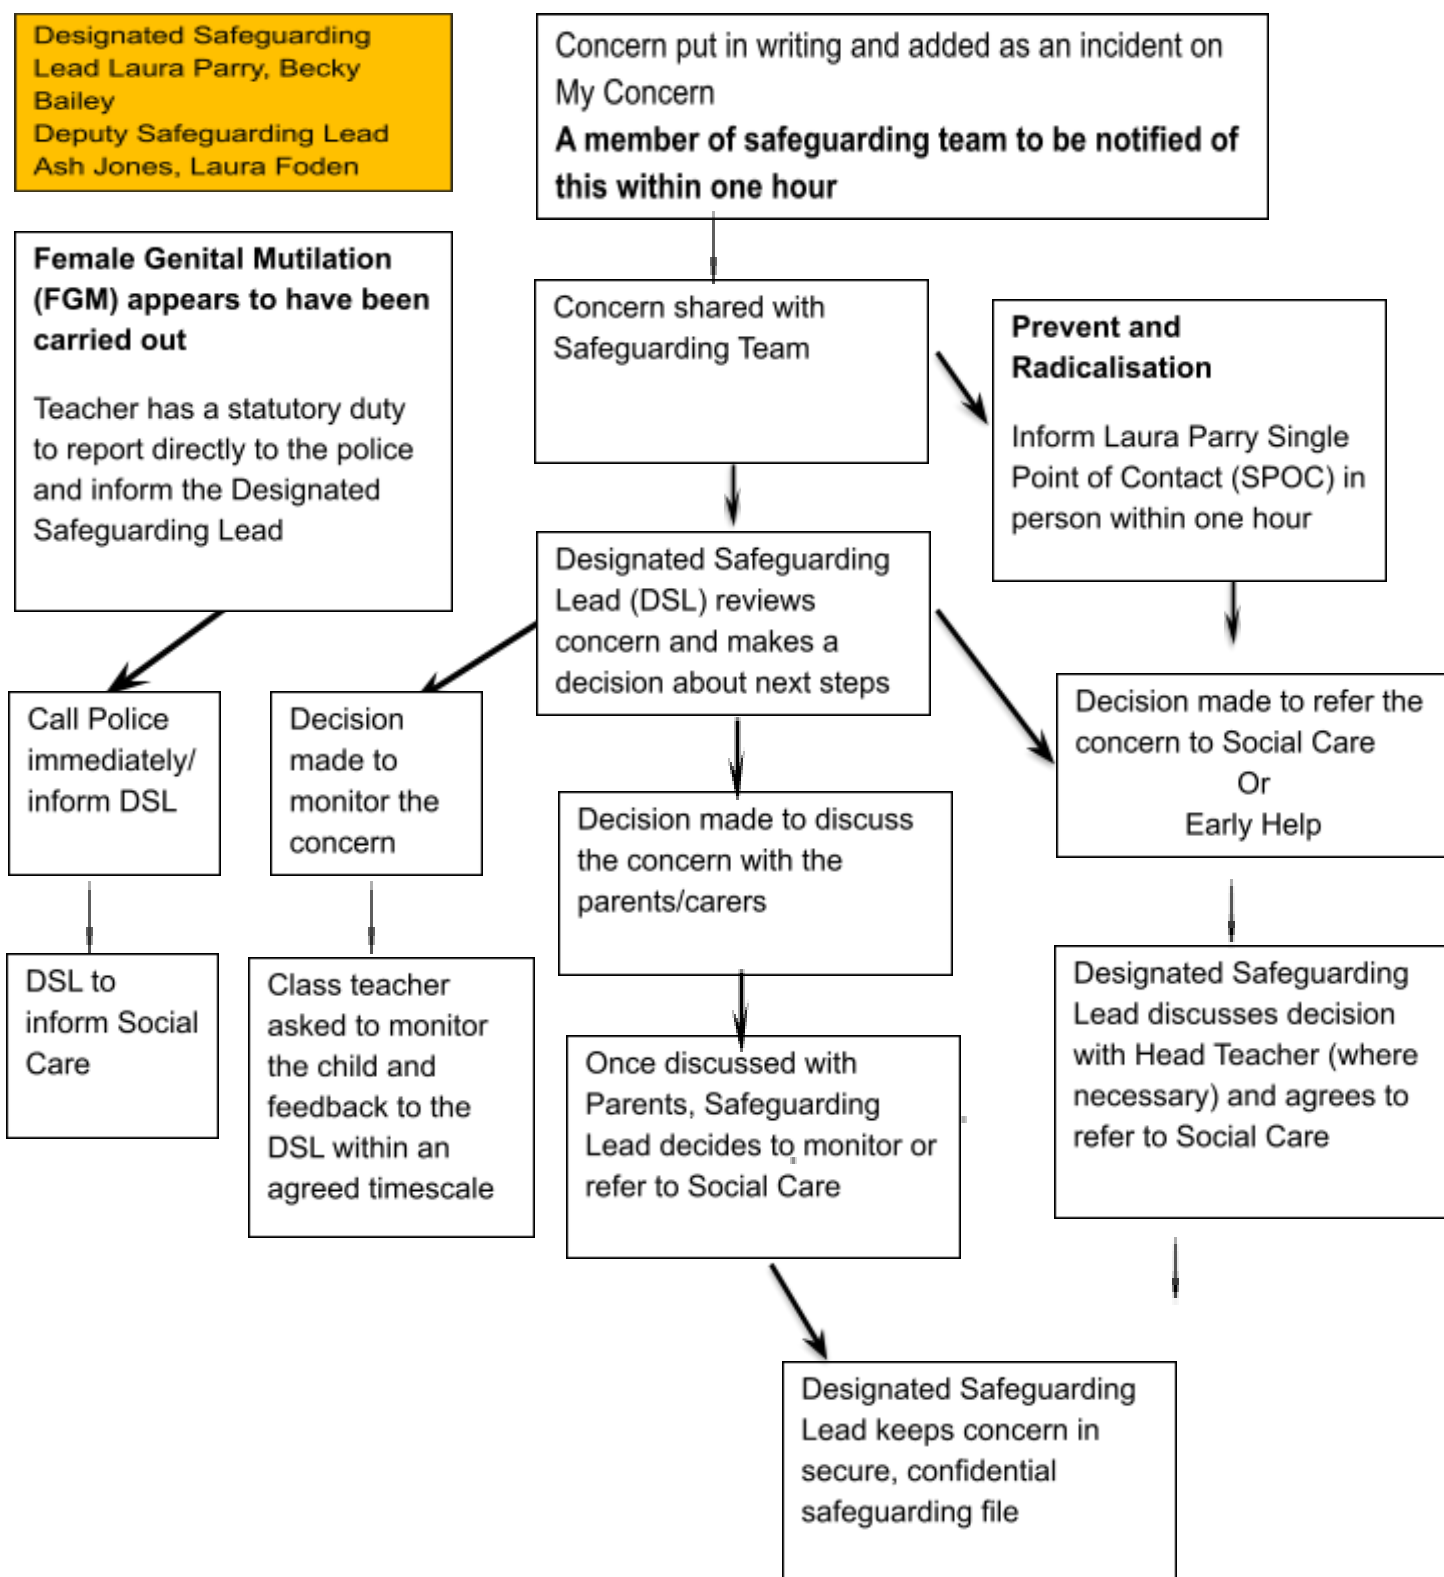 Designated Safeguarding
Lead Laura Parry, Becky
Bailey
Deputy Safeguarding Lead
Ash Jones, Laura Foden
Concern put in writing and added as an incident on
My Concern
A member of safeguarding team to be notified of
this within one hour
Female Genital Mutilation
(FGM) appears to have been
carried out
Teacher has a statutory duty
to report directly to the police
and inform the Designated
Safeguarding Lead
Concern shared with
Safeguarding Team
Prevent and
Radicalisation
Inform Laura Parry Single
Point of Contact (SPOC) in
person within one hour
Designated Safeguarding
Lead (DSL) reviews
concern and makes a
decision about next steps
Call Police
immediately/
inform DSL
Decision
made to
monitor the
concern
Decision made to discuss
the concern with the
parents/carers
Decision made to refer the
concern to Social Care
Or
Early Help
DSL to
inform Social
Care
Class teacher
asked to monitor
the child and
feedback to the
DSL within an
agreed timescale
Once discussed with
Parents, Safeguarding
Lead decides to monitor or
refer to Social Care
Designated Safeguarding
Lead discusses decision
with Head Teacher (where
necessary) and agrees to
refer to Social Care
Designated Safeguarding
Lead keeps concern in
secure, confidential
safeguarding file